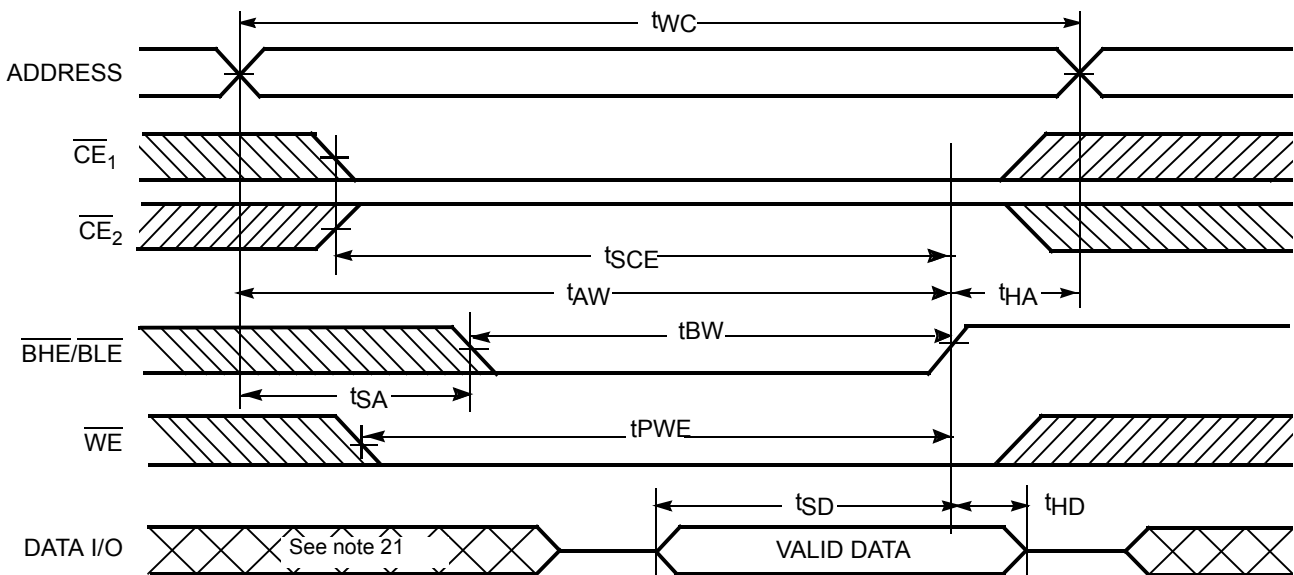 tWC
ADDRESS
CE1
CE2
tSCE
tAW
tHA
BHE/BLE
tBW
tSA
WE
tPWE
tSD
tHD
DATA I/O
See note 21
VALID DATA